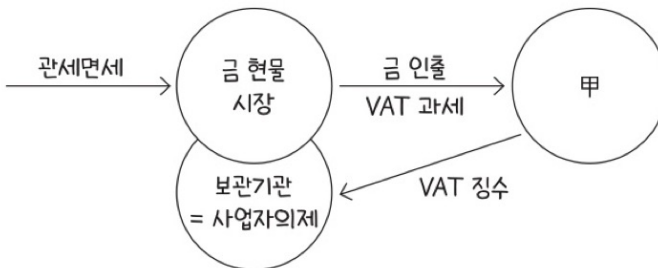 관세면세
금 현물
시장
금 인출
VAT 과세
甲
보관기관
= 사업자의제
VAT 징수